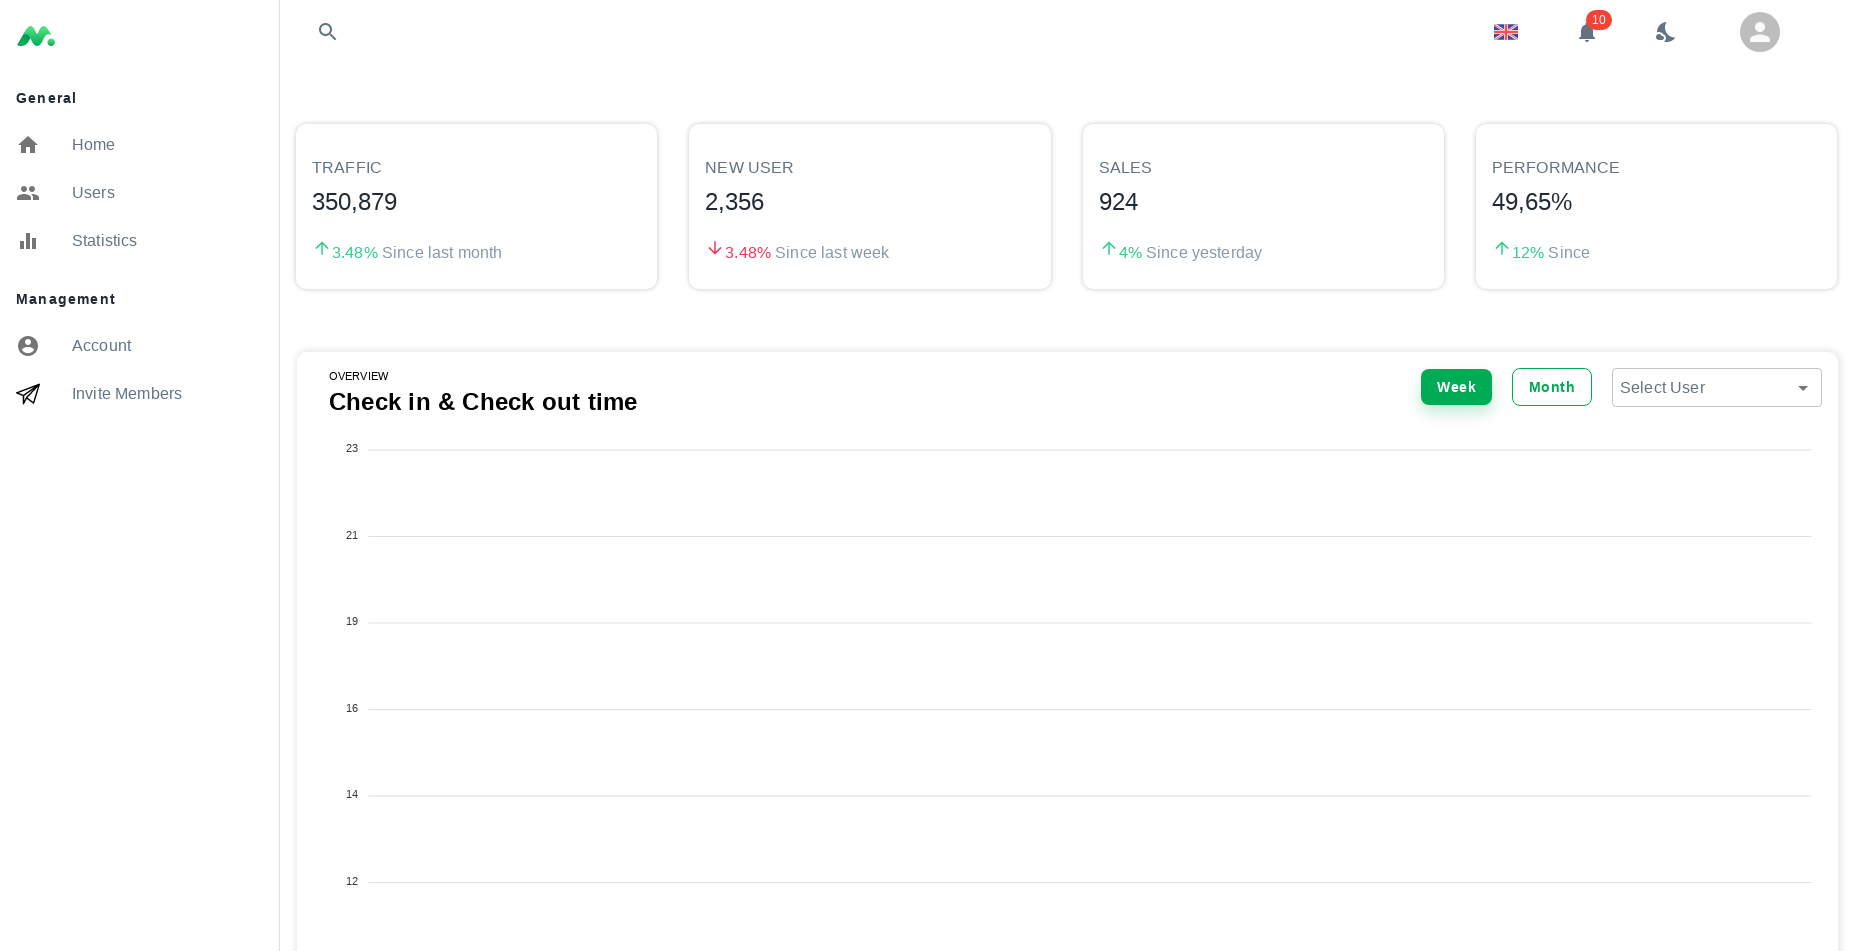 10
General
Home
Users
Statistics
Management
Account
Invite Members
TRAFFIC
350,879
3.48% Since last month
NEW USER
2,356
3.48% Since last week
SALES
924
4% Since yesterday
PERFORMANCE
49,65%
12% Since
OVERVIEW
Check in & Check out time
Week
Month
Select User
23
21
19
16
14
12